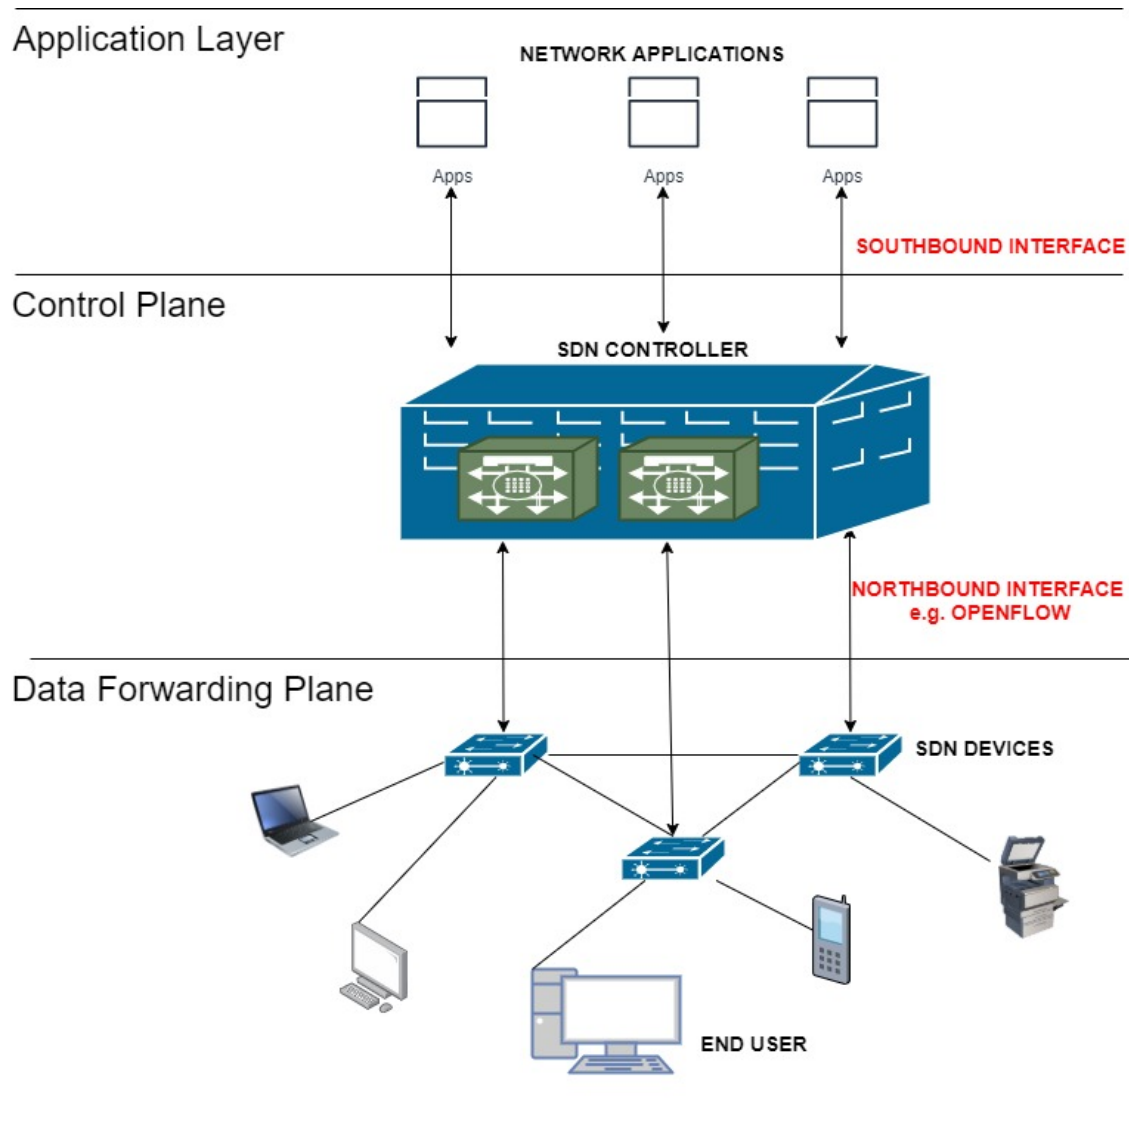 Application Layer
NETWORK APPLICATIONS
Apps
Apps
Apps
SOUTHBOUND INTERFACE
Control Plane
SDN CONTROLLER
NORTHBOUND INTERFACE
e.g. OPENFLOW
Data Forwarding Plane
SDN DEVICES
END USER